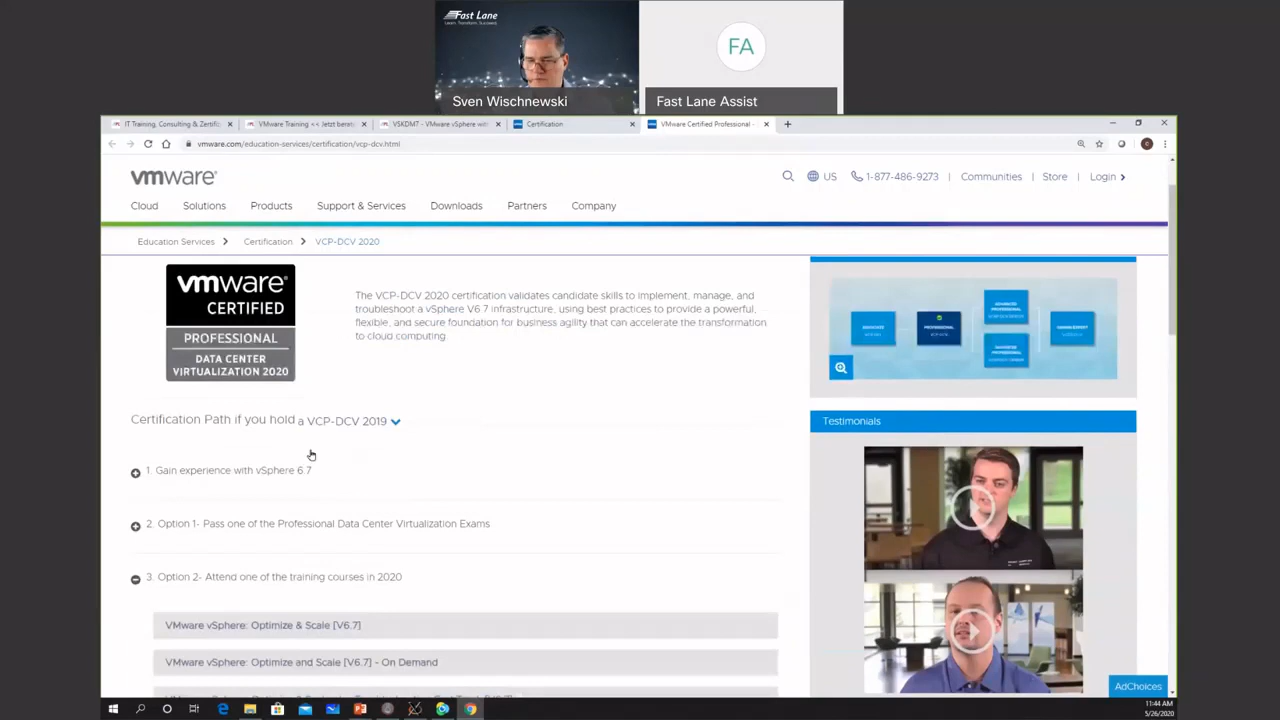 Fast Lane
Learn. Transform. Succeed.
FA
Sven Wischnewski
Fast Lane Assist
IT Training, Consulting & Zertific
VMware Training << Jetzt berat
VSKDM7 - VMware vSphere with
Certification
VMware Certified Professional -
vmware.com/education-services/certification/vcp-dcv.html
vmware
US
1-877-486-9273
Communities
Store
Login
Cloud
Solutions
Products
Support & Services
Downloads
Partners
Company
Education Services
Certification
VCP-DCV 2020
vmware®
CERTIFIED
PROFESSIONAL
DATA CENTER
VIRTUALIZATION 2020
The VCP-DCV 2020 certification validates candidate skills to implement, manage, and
troubleshoot a vSphere V6.7 infrastructure, using best practices to provide a powerful,
flexible, and secure foundation for business agility that can accelerate the transformation
to cloud computing
PROFESSIONAL
Certification Path if you hold a VCP-DCV 2019
1. Gain experience with vSphere 6.7
2. Option 1- Pass one of the Professional Data Center Virtualization Exams
3. Option 2- Attend one of the training courses in 2020
VMware vSphere: Optimize & Scale [V6.7]
VMware vSphere: Optimize and Scale [V6.7] - On Demand
Testimonials
AdChoices
11:44 AM
5/26/2020